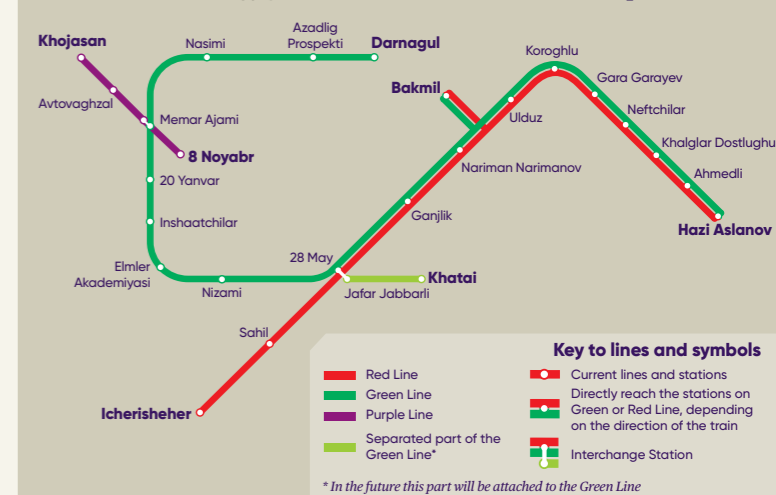 Khojasan
Nasimi
Azadlig
Prospekti
Darnagul
Koroghlu
Bakmil
Gara Garayev
Avtovaghzal
Memar Ajami
Ulduz
Neftchilar
Khalglar Dostlughu
8 Noyabr
Nariman Narimanov
20 Yanvar
Ahmedli
Ganjlik
Inshaatchilar
Hazi Aslanov
28 May
Elmler
Akademiyasi
Nizami
Khatai
Jafar Jabbarli
Sahil
Icherisheher
Key to lines and symbols
Red Line
Green Line
Purple Line
Separated part of the
Green Line*
Current lines and stations
Directly reach the stations on
Green or Red Line, depending
on the direction of the train
Interchange Station
* In the future this part will be attached to the Green Line